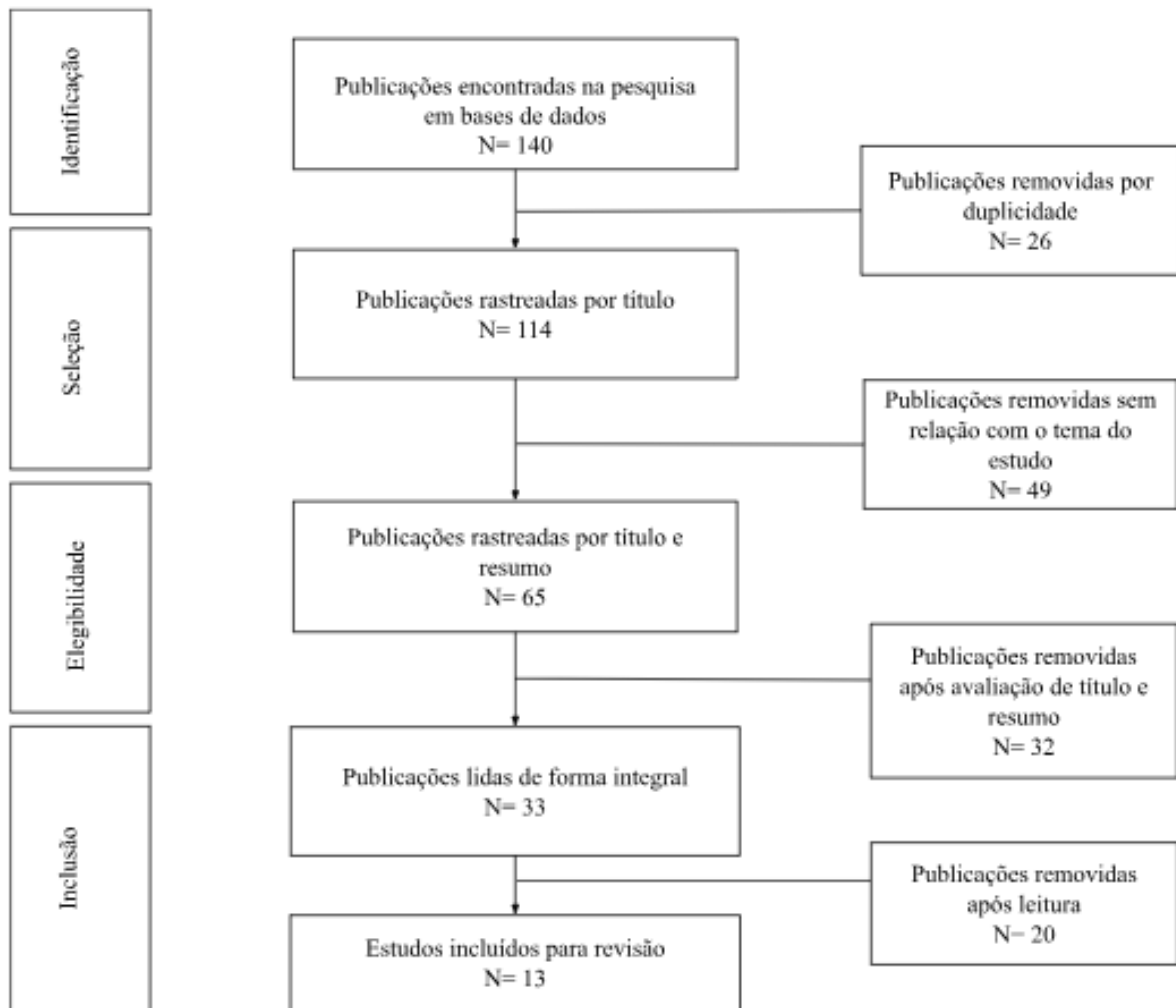 Identificação
Publicações encontradas na pesquisa
em bases de dados
N= 140
Publicações removidas por
duplicidade
N= 26
Seleção
Publicações rastreadas por título
N= 114
Publicações removidas sem
relação com o tema do
estudo
N= 49
Elegibilidade
Publicações rastreadas por título e
resumo
N= 65
Publicações removidas
após avaliação de título e
resumo
N= 32
Inclusão
Publicações lidas de forma integral
N= 33
Publicações removidas
após leitura
N= 20
Estudos incluídos para revisão
N= 13